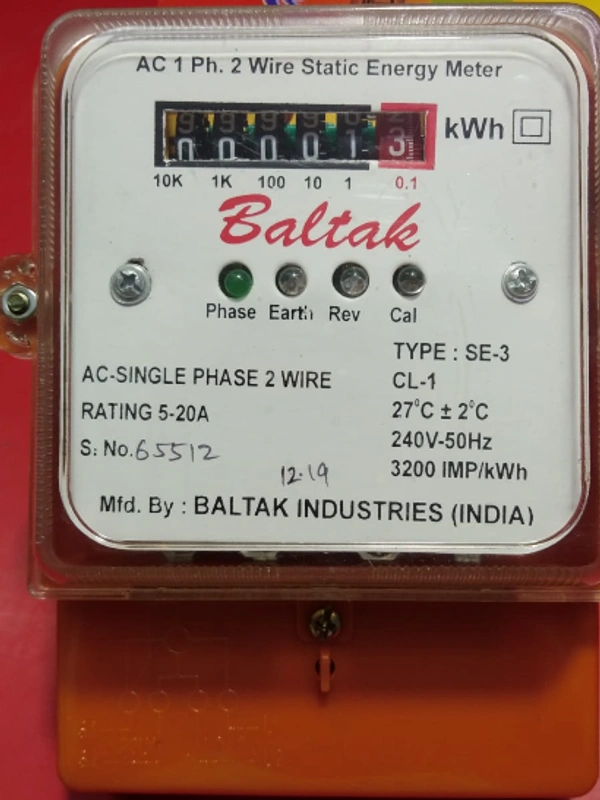 AC 1 Ph. 2 Wire Static Energy Meter
0 0 0 0 1 3 kWh
10K 1K 100 10 1 0.1
Baltak
Phase Earth Rev Cal
TYPE : SE-3
AC-SINGLE PHASE 2 WIRE
CL-1
RATING 5-20A
27°C ± 2°C
S. No. 65512
240V-50Hz
12.19
3200 IMP/kWh
Mfd. By : BALTAK INDUSTRIES (INDIA)